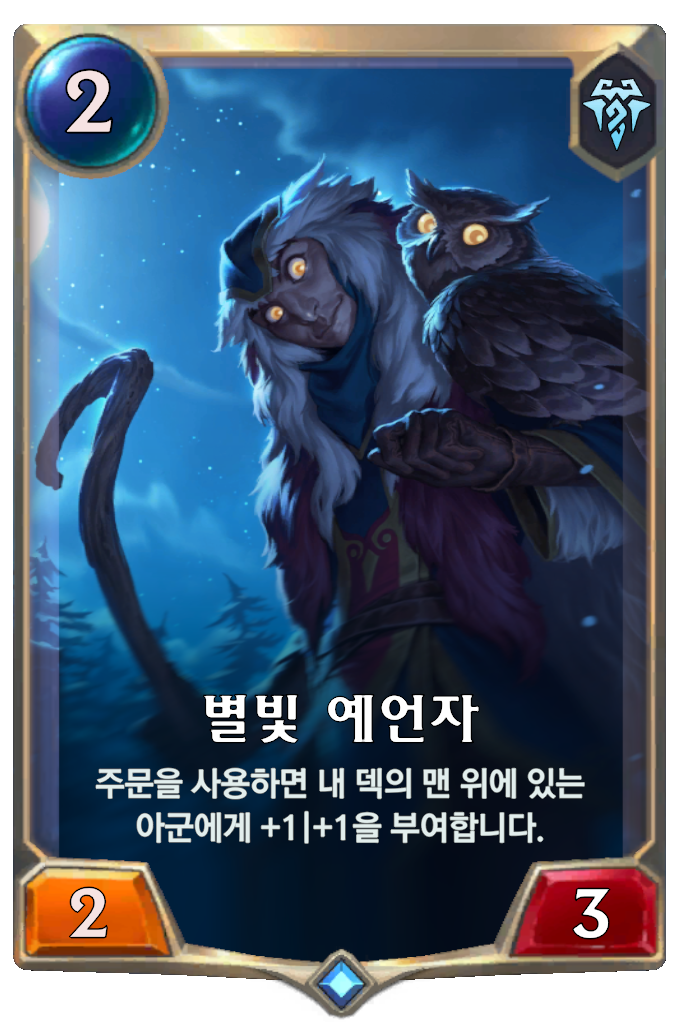 2
별빛 예언자
주문을 사용하면 내 덱의 맨 위에 있는
아군에게 +1|+1을 부여합니다.
2
3